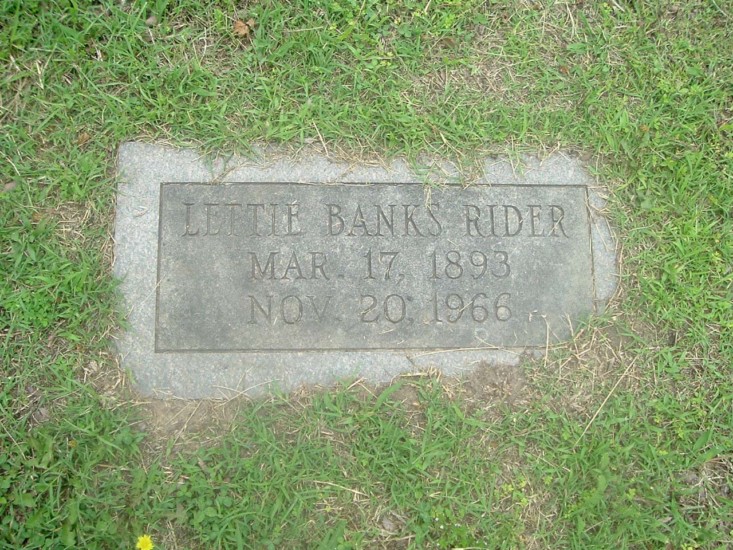 LETTIE BANKS RIDER
MAR. 17, 1893
NOV. 20, 1966